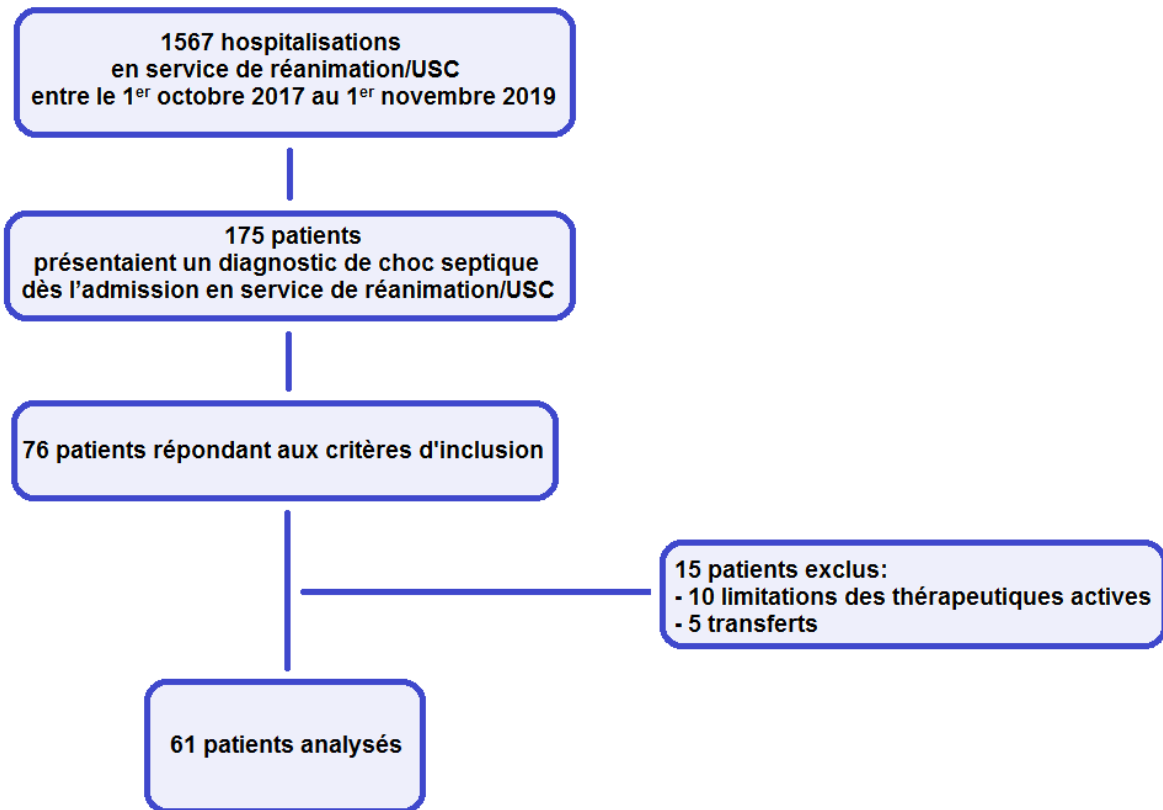 1567 hospitalisations
en service de réanimation/USC
entre le 1er octobre 2017 au 1er novembre 2019
175 patients
présentaient un diagnostic de choc septique
dès l'admission en service de réanimation/USC
76 patients répondant aux critères d'inclusion
15 patients exclus:
- 10 limitations des thérapeutiques actives
- 5 transferts
61 patients analysés